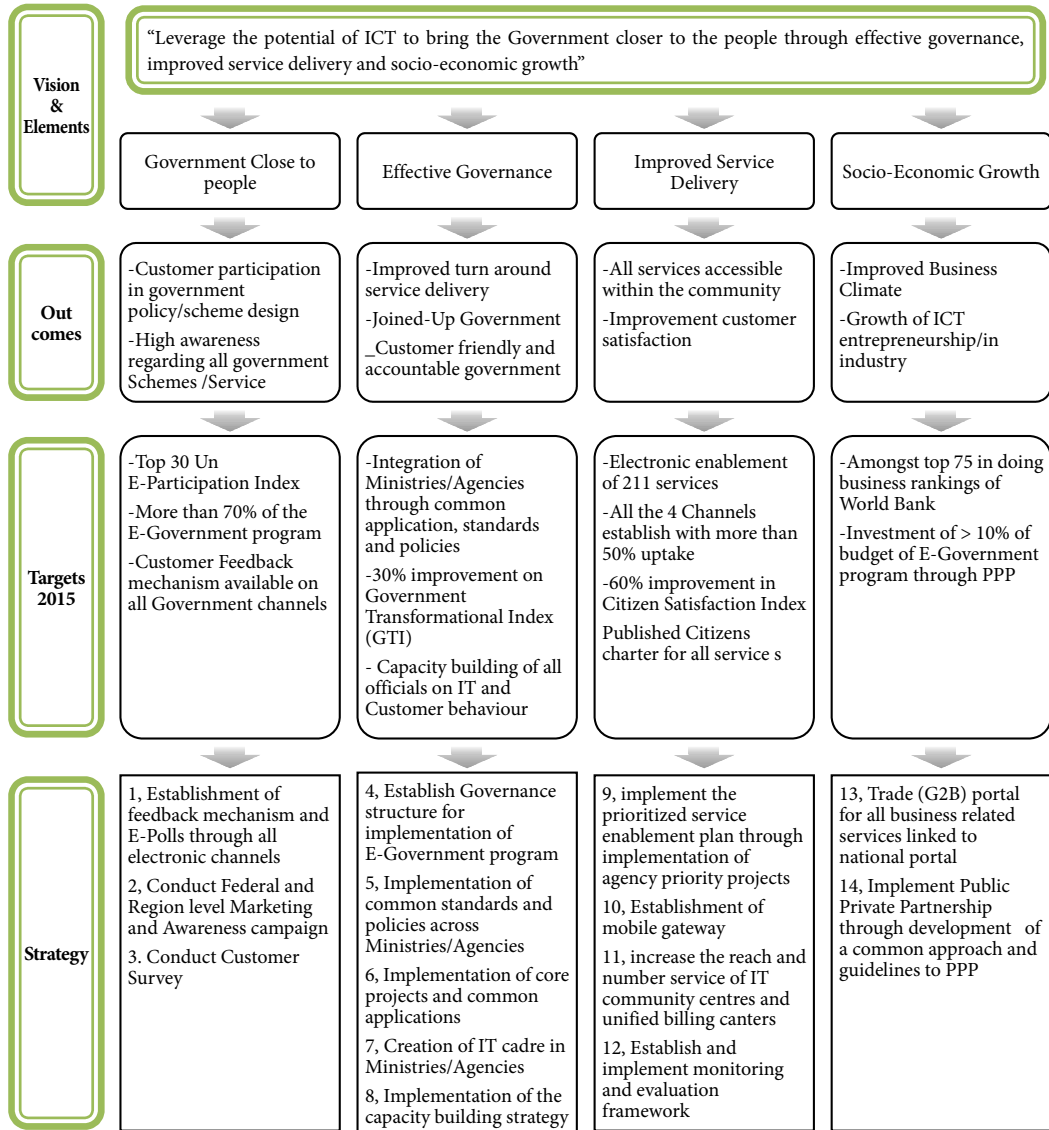 Vision
&
Elements
“Leverage the potential of ICT to bring the Government closer to the people through effective governance,
improved service delivery and socio-economic growth”
Government Close to
people
Effective Governance
Improved Service
Delivery
Socio-Economic Growth
Out
comes
-Customer participation
in government
policy/scheme design
-High awareness
regarding all government
Schemes /Service
-Improved turn around
service delivery
-Joined-Up Government
_Customer friendly and
accountable government
-All services accessible
within the community
-Improvement customer
satisfaction
-Improved Business
Climate
-Growth of ICT
entrepreneurship/in
industry
Targets
2015
-Top 30 Un
E-Participation Index
-More than 70% of the
E-Government program
-Customer Feedback
mechanism available on
all Government channels
-Integration of
Ministries/Agencies
through common
application, standards
and policies
-30% improvement on
Government
Transformational Index
(GTI)
- Capacity building of all
officials on IT and
Customer behaviour
-Electronic enablement
of 211 services
-All the 4 Channels
establish with more than
50% uptake
-60% improvement in
Citizen Satisfaction Index
Published Citizens
charter for all service s
-Amongst top 75 in doing
business rankings of
World Bank
-Investment of > 10% of
budget of E-Government
program through PPP
Strategy
1, Establishment of
feedback mechanism and
E-Polls through all
electronic channels
2, Conduct Federal and
Region level Marketing
and Awareness campaign
3. Conduct Customer
Survey
4, Establish Governance
structure for
implementation of
E-Government program
5, Implementation of
common standards and
policies across
Ministries/Agencies
6, Implementation of core
projects and common
applications
7, Creation of IT cadre in
Ministries/Agencies
8, Implementation of the
capacity building strategy
9, implement the
prioritized service
enablement plan through
implementation of
agency priority projects
10, Establishment of
mobile gateway
11, increase the reach and
number service of IT
community centres and
unified billing canters
12, Establish and
implement monitoring
and evaluation
framework
13, Trade (G2B) portal
for all business related
services linked to
national portal
14, Implement Public
Private Partnership
through development of
a common approach and
guidelines to PPP